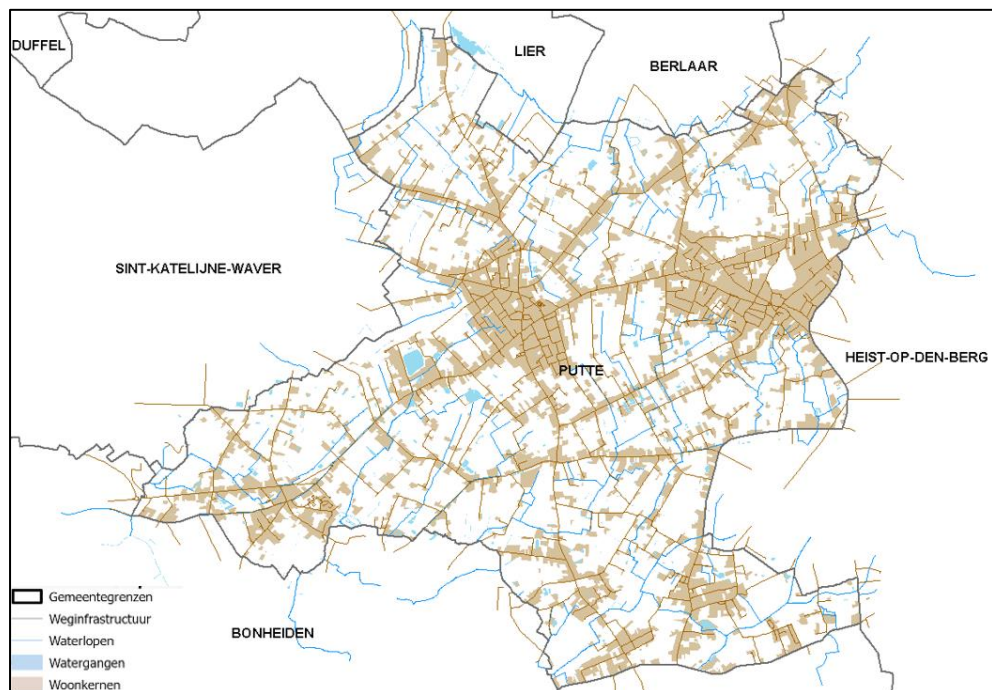 DUFFEL
LIER
BERLAAR
SINT-KATELIJNE-WAVER
HEIST-OP-DEN-BERG
PUTTE
BONHEIDEN
Gemeentegrenzen
Weginfrastructuur
Waterlopen
Watergangen
Woonkernen